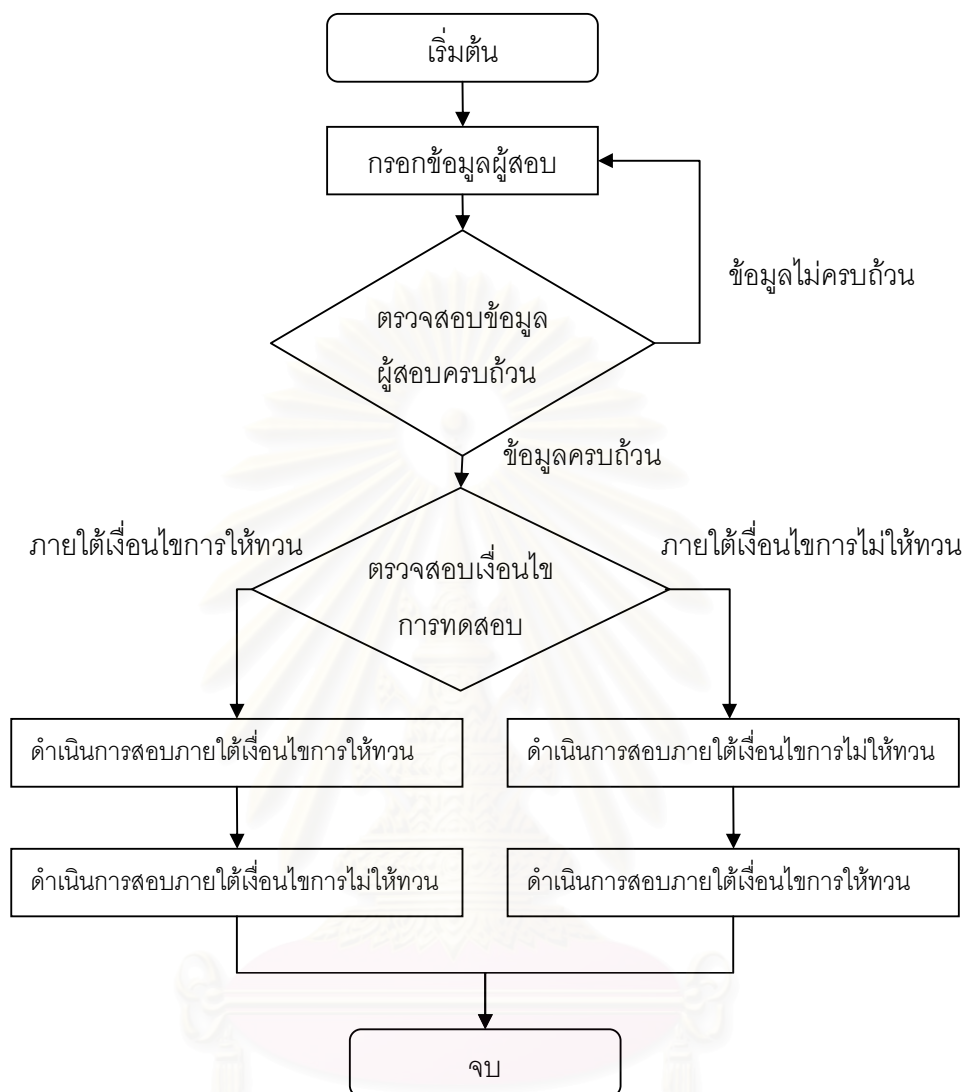 เริ่มต้น
กรอกข้อมูลผู้สอบ
ข้อมูลไม่ครบถ้วน
ตรวจสอบข้อมูล
ผู้สอบครบถ้วน
ข้อมูลครบถ้วน
ภายใต้เงื่อนไขการให้ทวน
ภายใต้เงื่อนไขการไม่ให้ทวน
ตรวจสอบเงื่อนไข
การทดสอบ
ดำเนินการสอบภายใต้เงื่อนไขการให้ทวน
ดำเนินการสอบภายใต้เงื่อนไขการไม่ให้ทวน
ดำเนินการสอบภายใต้เงื่อนไขการไม่ให้ทวน
ดำเนินการสอบภายใต้เงื่อนไขการให้ทวน
จบ